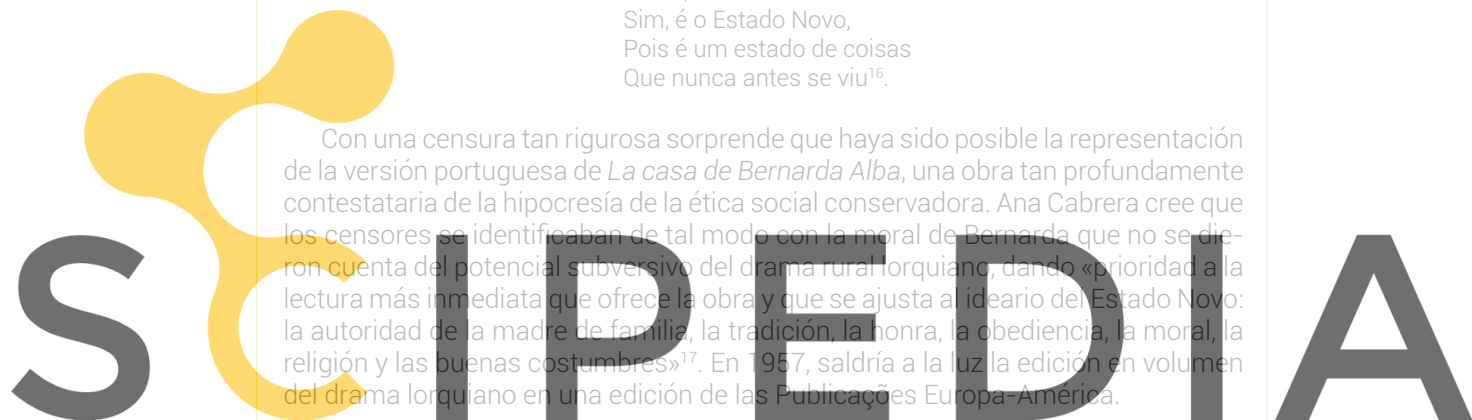 Sim, é o Estado Novo,
Pois é um estado de coisas
Que nunca antes se viu16.
Con una censura tan rigurosa sorprende que haya sido posible la representación
de la versión portuguesa de La casa de Bernarda Alba, una obra tan profundamente
contestataria de la hipocresía de la ética social conservadora. Ana Cabrera cree que
los censores se identificaban de tal modo con la moral de Bernarda que no se die-
ron cuenta del potencial subversivo del drama rural lorquiano, dando «prioridad a la
lectura más inmediata que ofrece la obra y que se ajusta al ideario del Estado Novo:
la autoridad de la madre de familia, la tradición, la honra, la obediencia, la moral, la
religión y las buenas costumbres»17. En 1957, saldría a la luz la edición en volumen
del drama lorquiano en una edición de las Publicações Europa-América.
SCIPEDIA